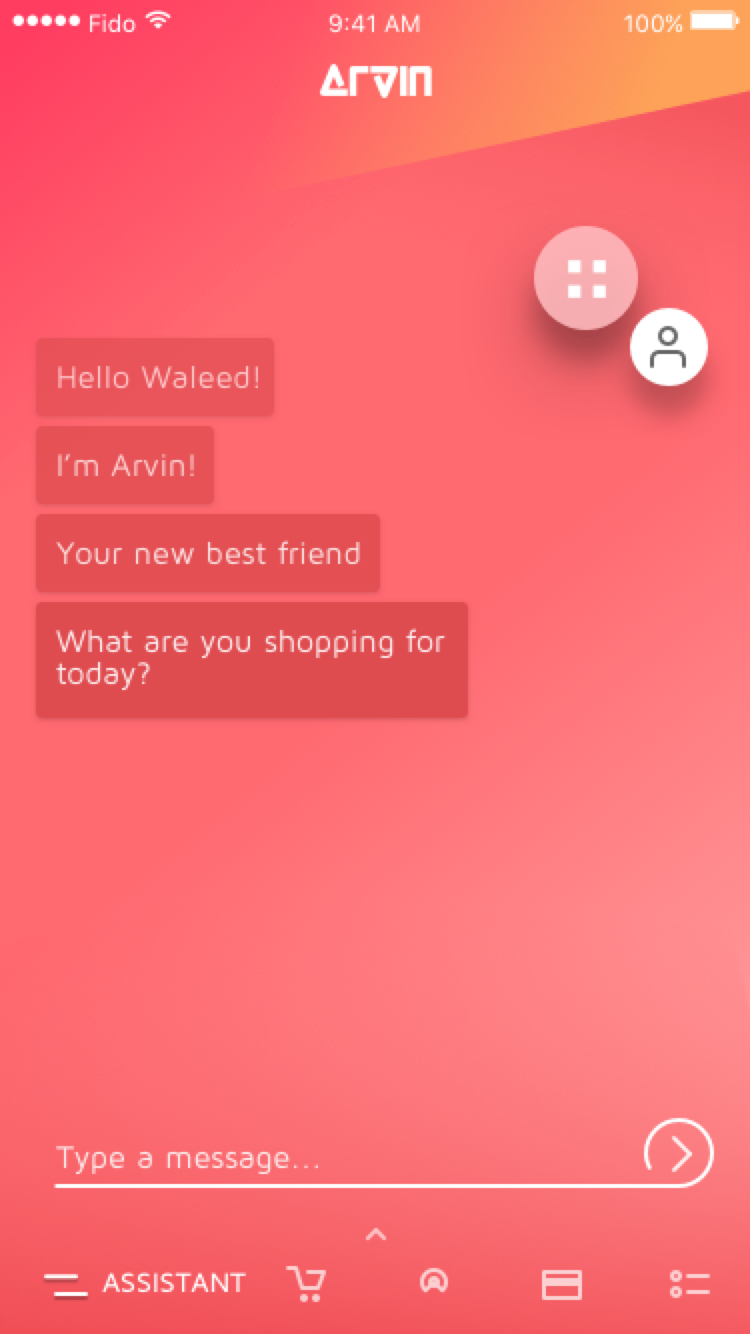 Fido 9:41 AM 100%
Arvin
Hello Waleed!
I’m Arvin!
Your new best friend
What are you shopping for
today?
Type a message...
ASSISTANT